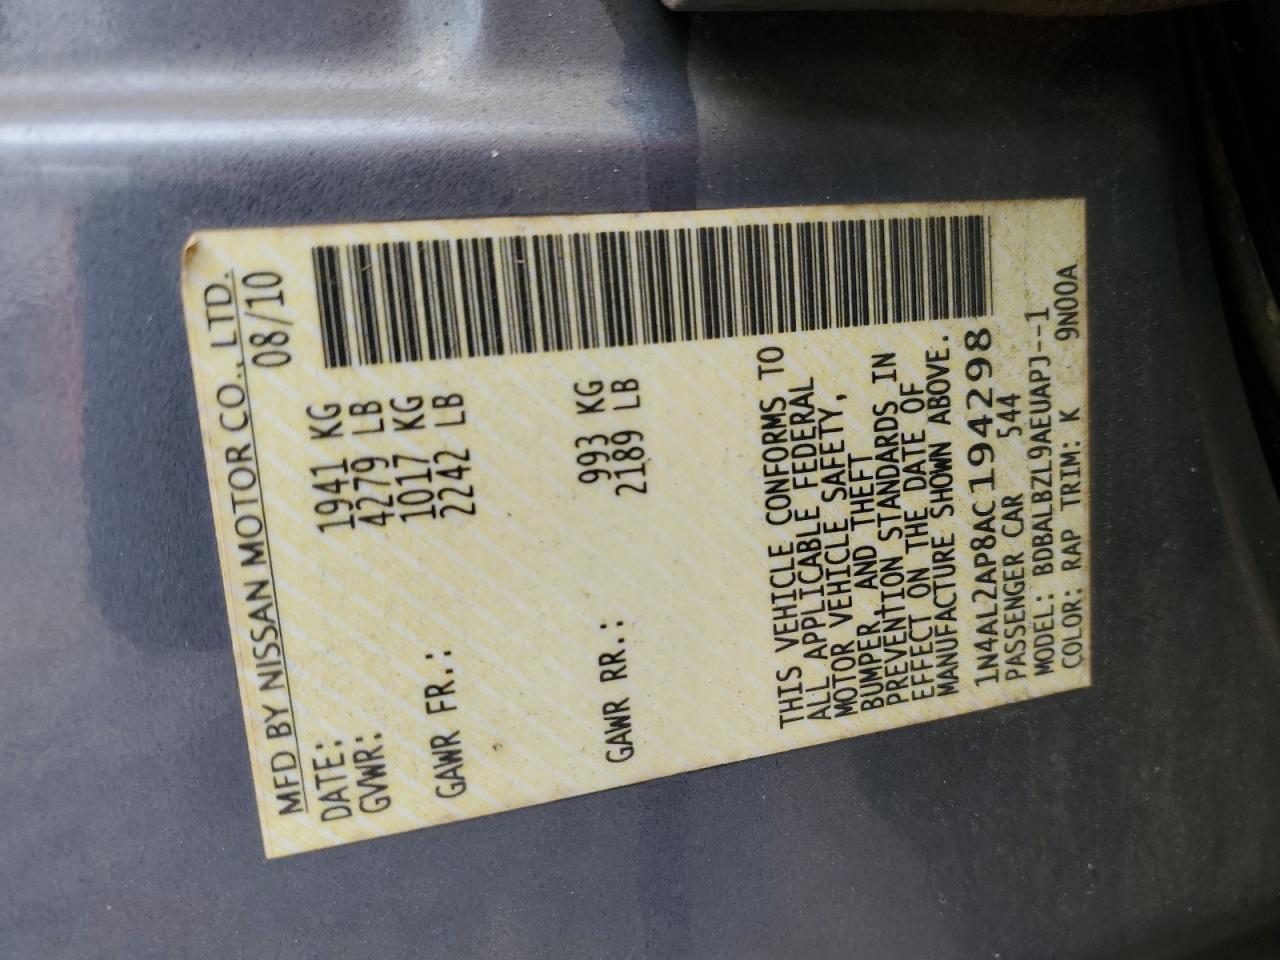 MFD BY NISSAN MOTOR CO., LTD.
DATE: 08/10
GVWR: 1941 KG
4279 LB
GAWR FR.: 1017 KG
2242 LB
GAWR RR.: 993 KG
2189 LB
THIS VEHICLE CONFORMS TO
ALL APPLICABLE FEDERAL
MOTOR VEHICLE SAFETY,
BUMPER, AND THEFT
PREVENTION STANDARDS IN
EFFECT ON THE DATE OF
MANUFACTURE SHOWN ABOVE.
1N4AL2AP8AC194298
PASSENGER CAR 544
MODEL: BDBALBZL9AEUAPJ--1
COLOR: RAP TRIM: K 9N00A